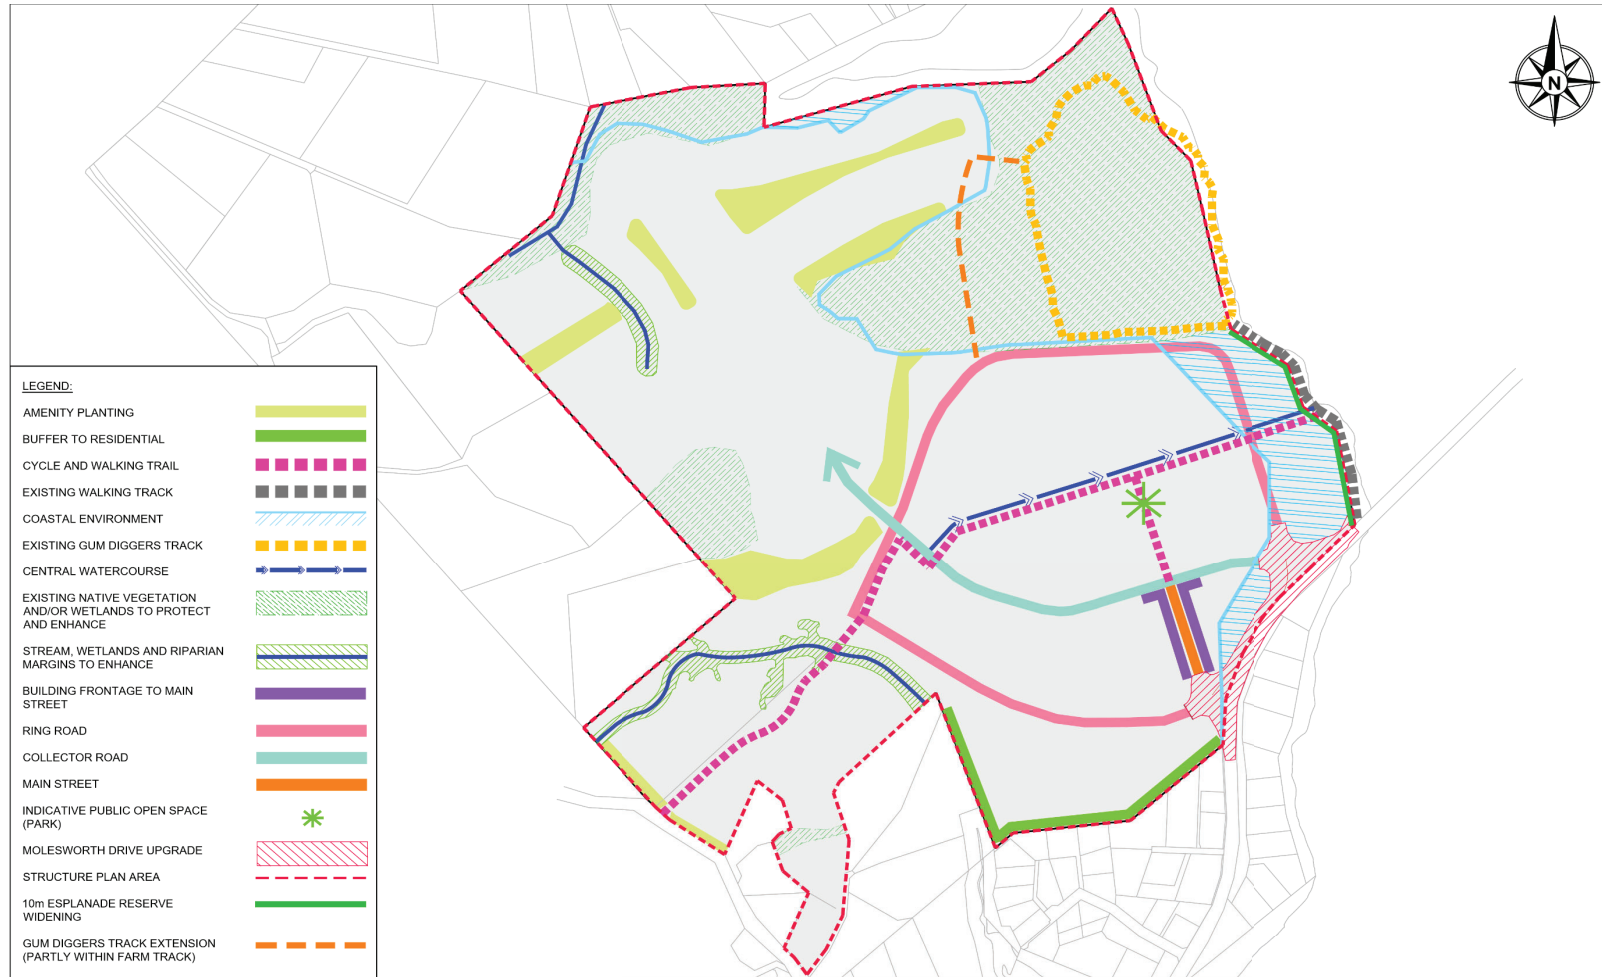 N
LEGEND:
AMENITY PLANTING
BUFFER TO RESIDENTIAL
CYCLE AND WALKING TRAIL
EXISTING WALKING TRACK
COASTAL ENVIRONMENT
EXISTING GUM DIGGERS TRACK
CENTRAL WATERCOURSE
EXISTING NATIVE VEGETATION
AND/OR WETLANDS TO PROTECT
AND ENHANCE
STREAM, WETLANDS AND RIPARIAN
MARGINS TO ENHANCE
BUILDING FRONTAGE TO MAIN
STREET
RING ROAD
COLLECTOR ROAD
MAIN STREET
INDICATIVE PUBLIC OPEN SPACE
(PARK)
MOLESWORTH DRIVE UPGRADE
STRUCTURE PLAN AREA
10m ESPLANADE RESERVE
WIDENING
GUM DIGGERS TRACK EXTENSION
(PARTLY WITHIN FARM TRACK)